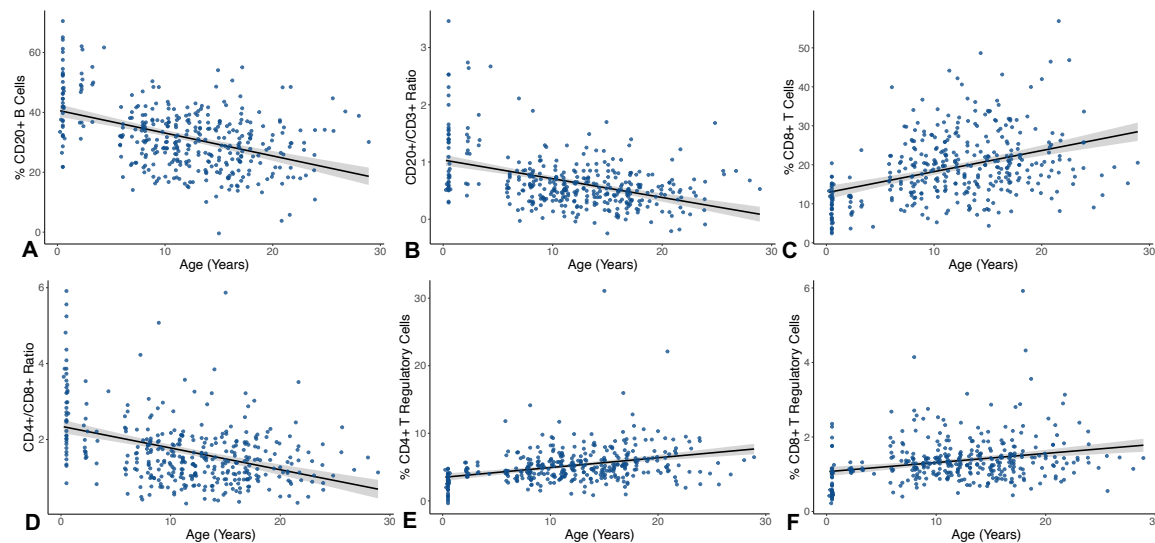 % CD20+ B Cells
60
40
20
0
0
10
20
30
Age (Years)
A
CD20+/CD3+ Ratio
3
2
1
0
0
10
20
30
Age (Years)
B
% CD8+ T Cells
50
40
30
20
10
0
0
10
20
30
Age (Years)
C
CD4+/CD8+ Ratio
6
4
2
0
10
20
30
Age (Years)
D
% CD4+ T Regulatory Cells
30
20
10
0
0
10
20
30
Age (Years)
E
% CD8+ T Regulatory Cells
6
4
2
0
0
10
20
30
Age (Years)
F